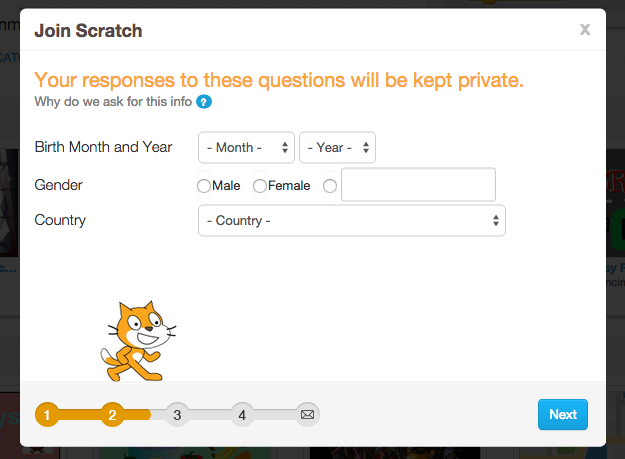 Join Scratch
x
Your responses to these questions will be kept private.
Why do we ask for this info ?
Birth Month and Year - Month - - Year -
Gender Male Female
Country - Country -
1 2 3 4
Next